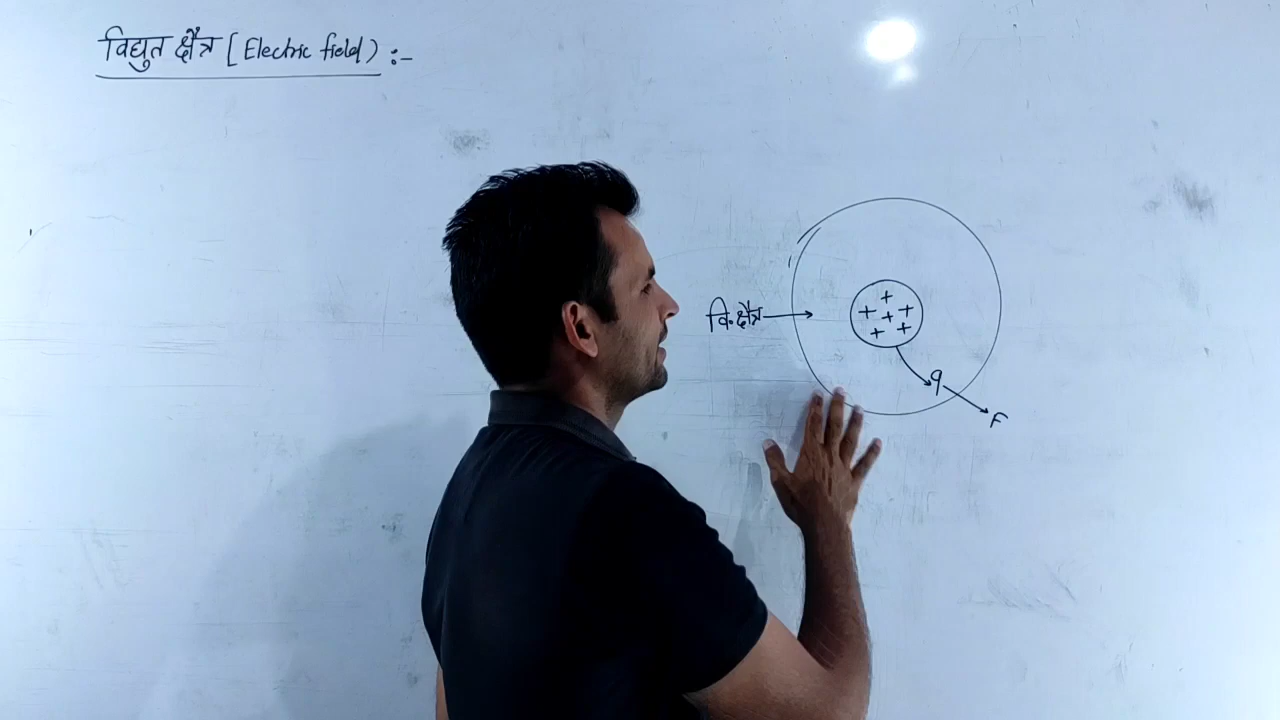 विद्युत क्षैत्र [Electric field) :-
वि.क्षैत्र
+
+ + +
+ +
q
F